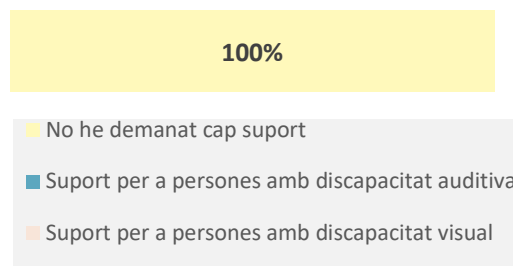 100%
No he demanat cap suport
Suport per a persones amb discapacitat auditiva
Suport per a persones amb discapacitat visual